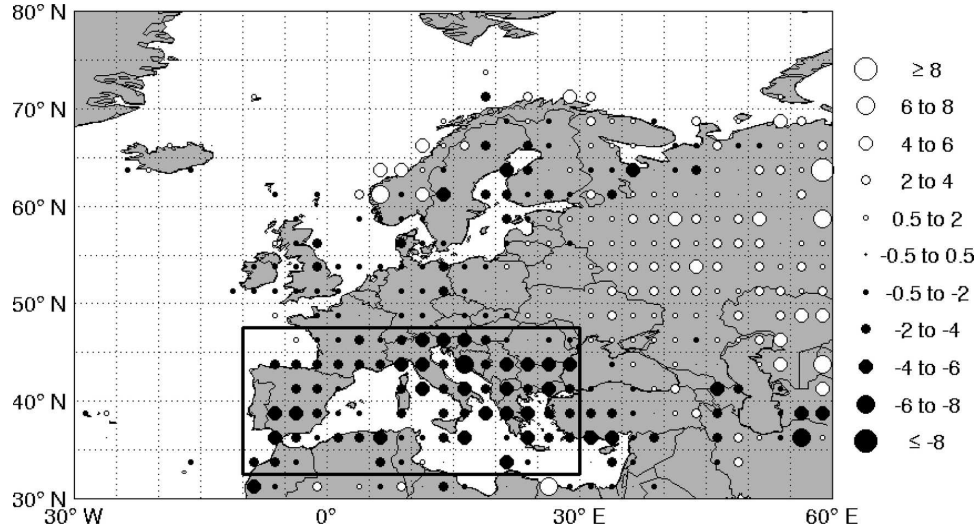 80° N
70° N
60° N
50° N
40° N
30° N
30° W
0°
30° E
60° E
≥ 8
6 to 8
4 to 6
2 to 4
0.5 to 2
-0.5 to 0.5
-0.5 to -2
-2 to -4
-4 to -6
-6 to -8
≤ -8